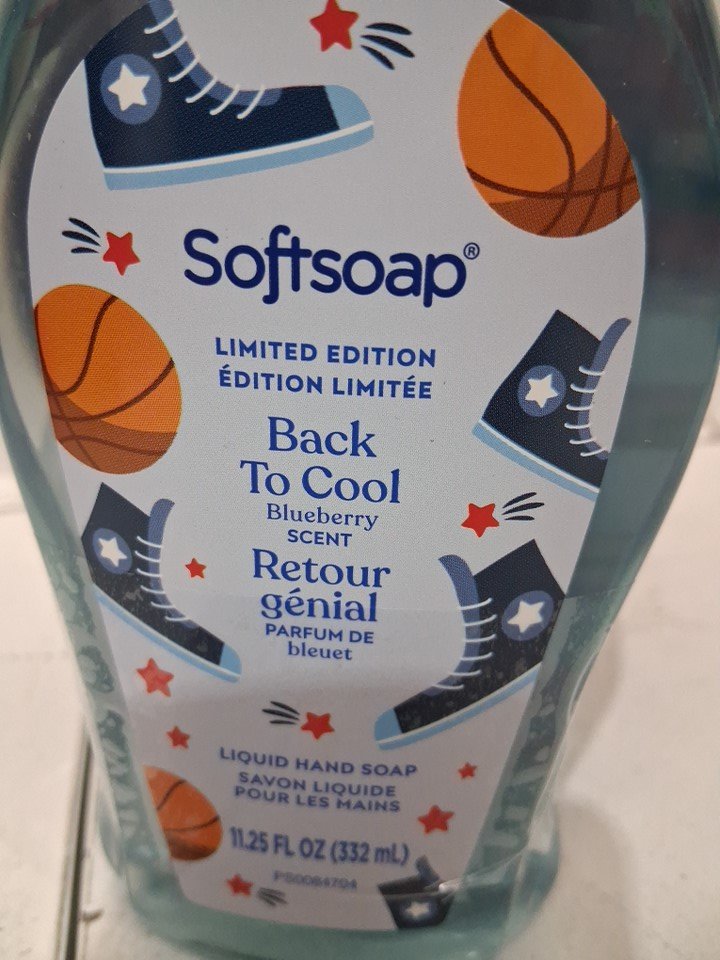 Softsoap®
LIMITED EDITION
ÉDITION LIMITÉE
Back
To Cool
Blueberry
SCENT
Retour
génial
PARFUM DE
bleuet
LIQUID HAND SOAP
SAVON LIQUIDE
POUR LES MAINS
11.25 FL OZ (332 mL)